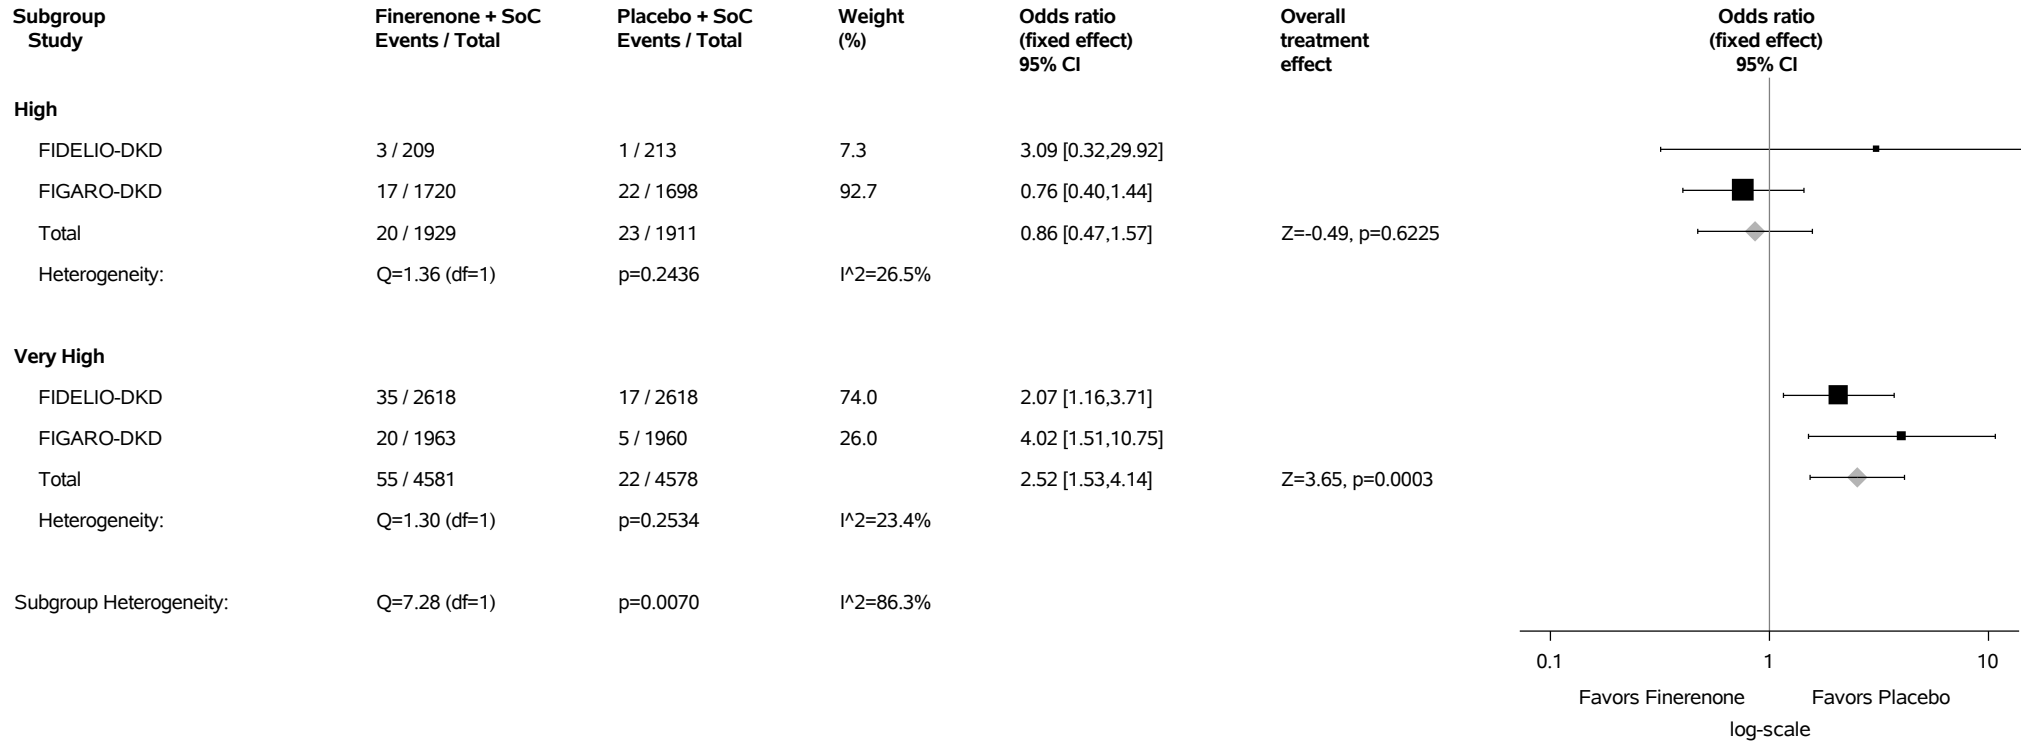 Subgroup Finerenone + SoC Placebo + SoC Weight Odds ratio Overall Odds ratio
Study Events / Total Events / Total (%) (fixed effect) treatment (fixed effect)
95% CI effect 95% CI
High
FIDELIO-DKD 3 / 209 1 / 213 7.3 3.09 [0.32,29.92]
FIGARO-DKD 17 / 1720 22 / 1698 92.7 0.76 [0.40,1.44]
Total 20 / 1929 23 / 1911 0.86 [0.47,1.57] Z=-0.49, p=0.6225
Heterogeneity: Q=1.36 (df=1) p=0.2436 I^2=26.5%
Very High
FIDELIO-DKD 35 / 2618 17 / 2618 74.0 2.07 [1.16,3.71]
FIGARO-DKD 20 / 1963 5 / 1960 26.0 4.02 [1.51,10.75]
Total 55 / 4581 22 / 4578 2.52 [1.53,4.14] Z=3.65, p=0.0003
Heterogeneity: Q=1.30 (df=1) p=0.2534 I^2=23.4%
Subgroup Heterogeneity: Q=7.28 (df=1) p=0.0070 I^2=86.3%
0.1 1 10
Favors Finerenone Favors Placebo
log-scale